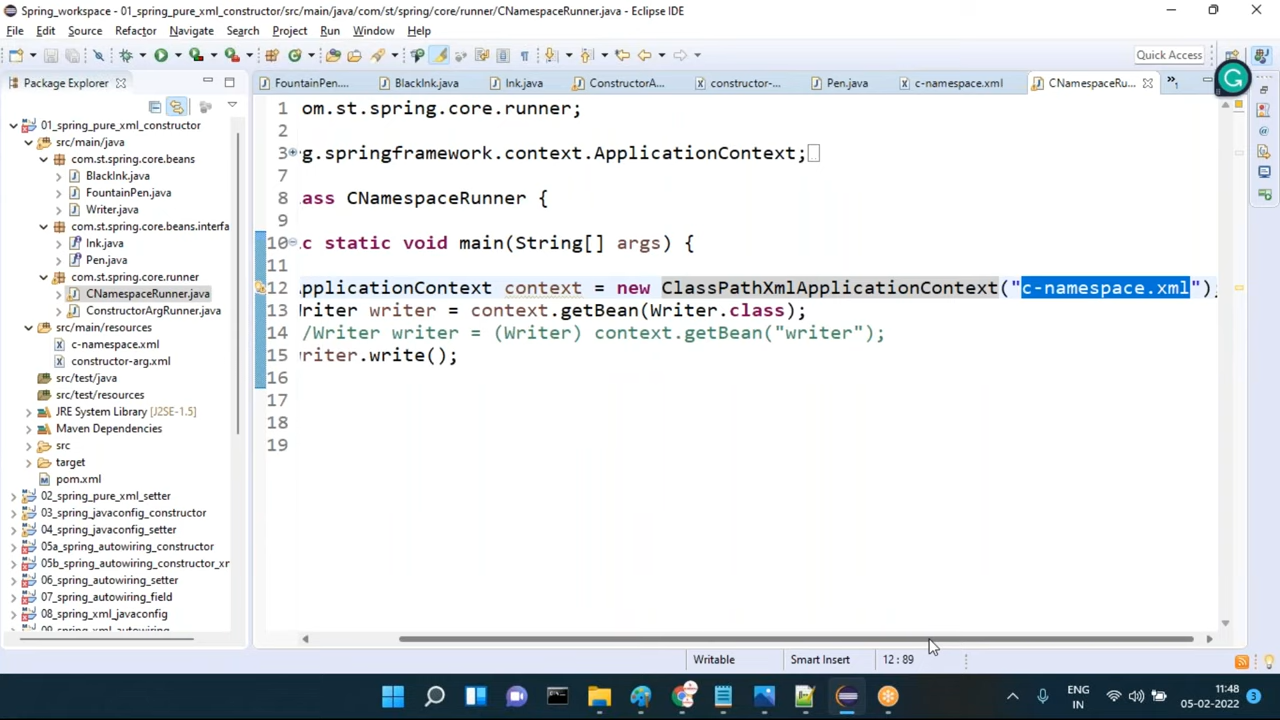 Spring_workspace - 01_spring_pure_xml_constructor/src/main/java/com/st/spring/core/runner/CNamespaceRunner.java - Eclipse IDE
File Edit Source Refactor Navigate Search Project Run Window Help
Quick Access
Package Explorer
FountainPen.... BlackInk.java Ink.java ConstructorA... constructor-... Pen.java c-namespace.xml CNamespaceRu... »1
01_spring_pure_xml_constructor
src/main/java
com.st.spring.core.beans
BlackInk.java
FountainPen.java
Writer.java
com.st.spring.core.beans.interfa
Ink.java
Pen.java
com.st.spring.core.runner
CNamespaceRunner.java
ConstructorArgRunner.java
src/main/resources
c-namespace.xml
constructor-arg.xml
src/test/java
src/test/resources
JRE System Library [J2SE-1.5]
Maven Dependencies
src
target
pom.xml
02_spring_pure_xml_setter
03_spring_javaconfig_constructor
04_spring_javaconfig_setter
05a_spring_autowiring_constructor
05b_spring_autowiring_constructor_xr
06_spring_autowiring_setter
07_spring_autowiring_field
08_spring_xml_javaconfig
09_spring_xml_autowiring
1 om.st.spring.core.runner;
2
3 g.springframework.context.ApplicationContext;
7
8 ass CNamespaceRunner {
9
10 c static void main(String[] args) {
11
12 pplicationContext context = new ClassPathXmlApplicationContext("c-namespace.xml");
13 riter writer = context.getBean(Writer.class);
14 /Writer writer = (Writer) context.getBean("writer");
15 riter.write();
16
17
18
19
Writable Smart Insert 12 : 89
ENG
IN
11:48
05-02-2022
3